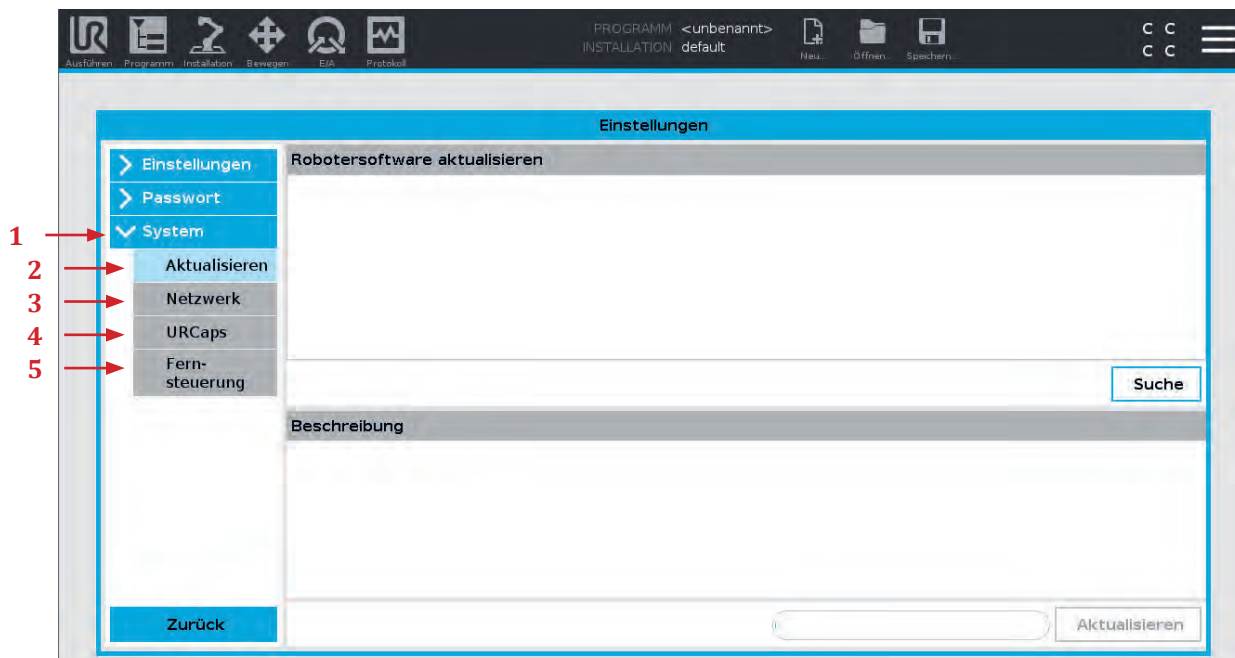 PROGRAMM <unbenannt>
INSTALLATION default
C C
C C
Ausführen Programm Installation Bewegen E/A Protokoll Neu... Öffnen... Speichern...
Einstellungen
Einstellungen
Passwort
1 System
2 Aktualisieren
3 Netzwerk
4 URCaps
5 Fern-
steuerung
Zurück
Robotersoftware aktualisieren
Suche
Beschreibung
Aktualisieren